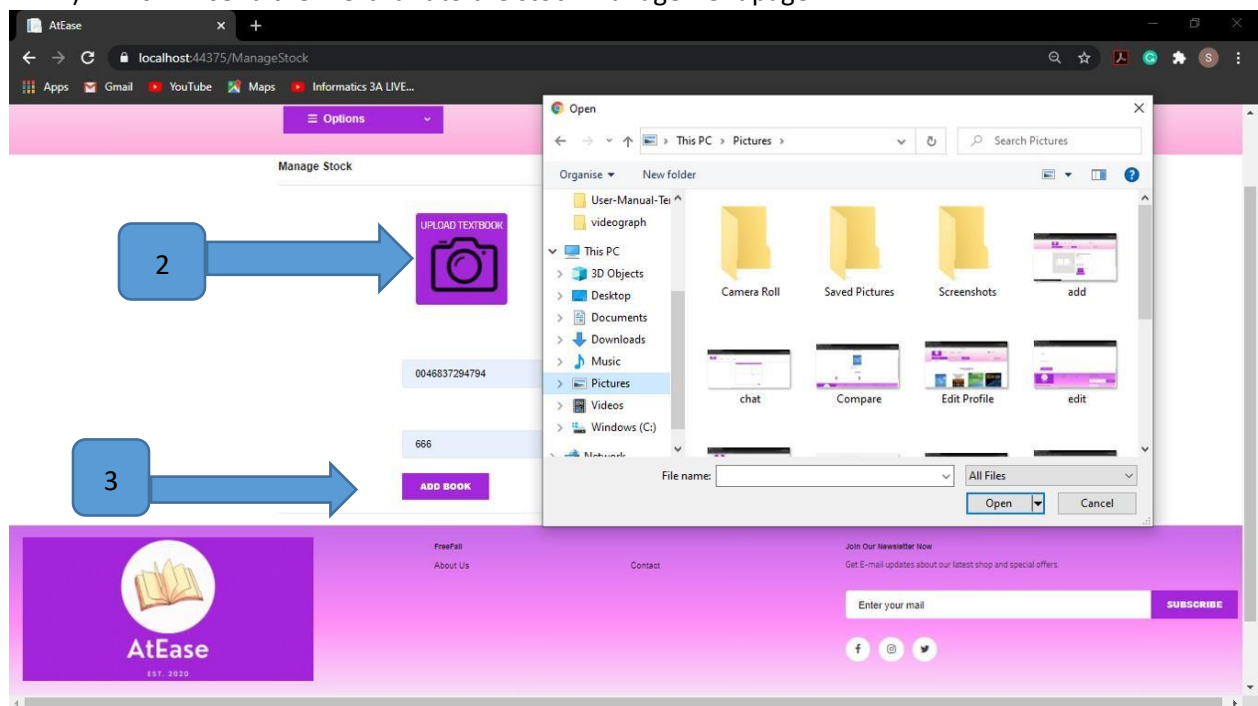 AtEase
localhost:44375/ManageStock
S
Apps Gmail YouTube Maps Informatics 3A LIVE...
Options
Manage Stock
UPLOAD TEXTBOOK
2
0046837294794
666
3
ADD BOOK
Open
This PC > Pictures >
Search Pictures
Organise New folder
User-Manual-Ter
videograph
This PC
3D Objects
Desktop
Documents
Downloads
Music
Pictures
Videos
Windows (C:)
Network
Camera Roll Saved Pictures Screenshots add
chat Compare Edit Profile edit
File name: All Files
Open Cancel
AtEase
EST. 2020
FreeFall
About Us
Contact
Join Our Newsletter Now
Get E-mail updates about our latest shop and special offers.
Enter your mail SUBSCRIBE